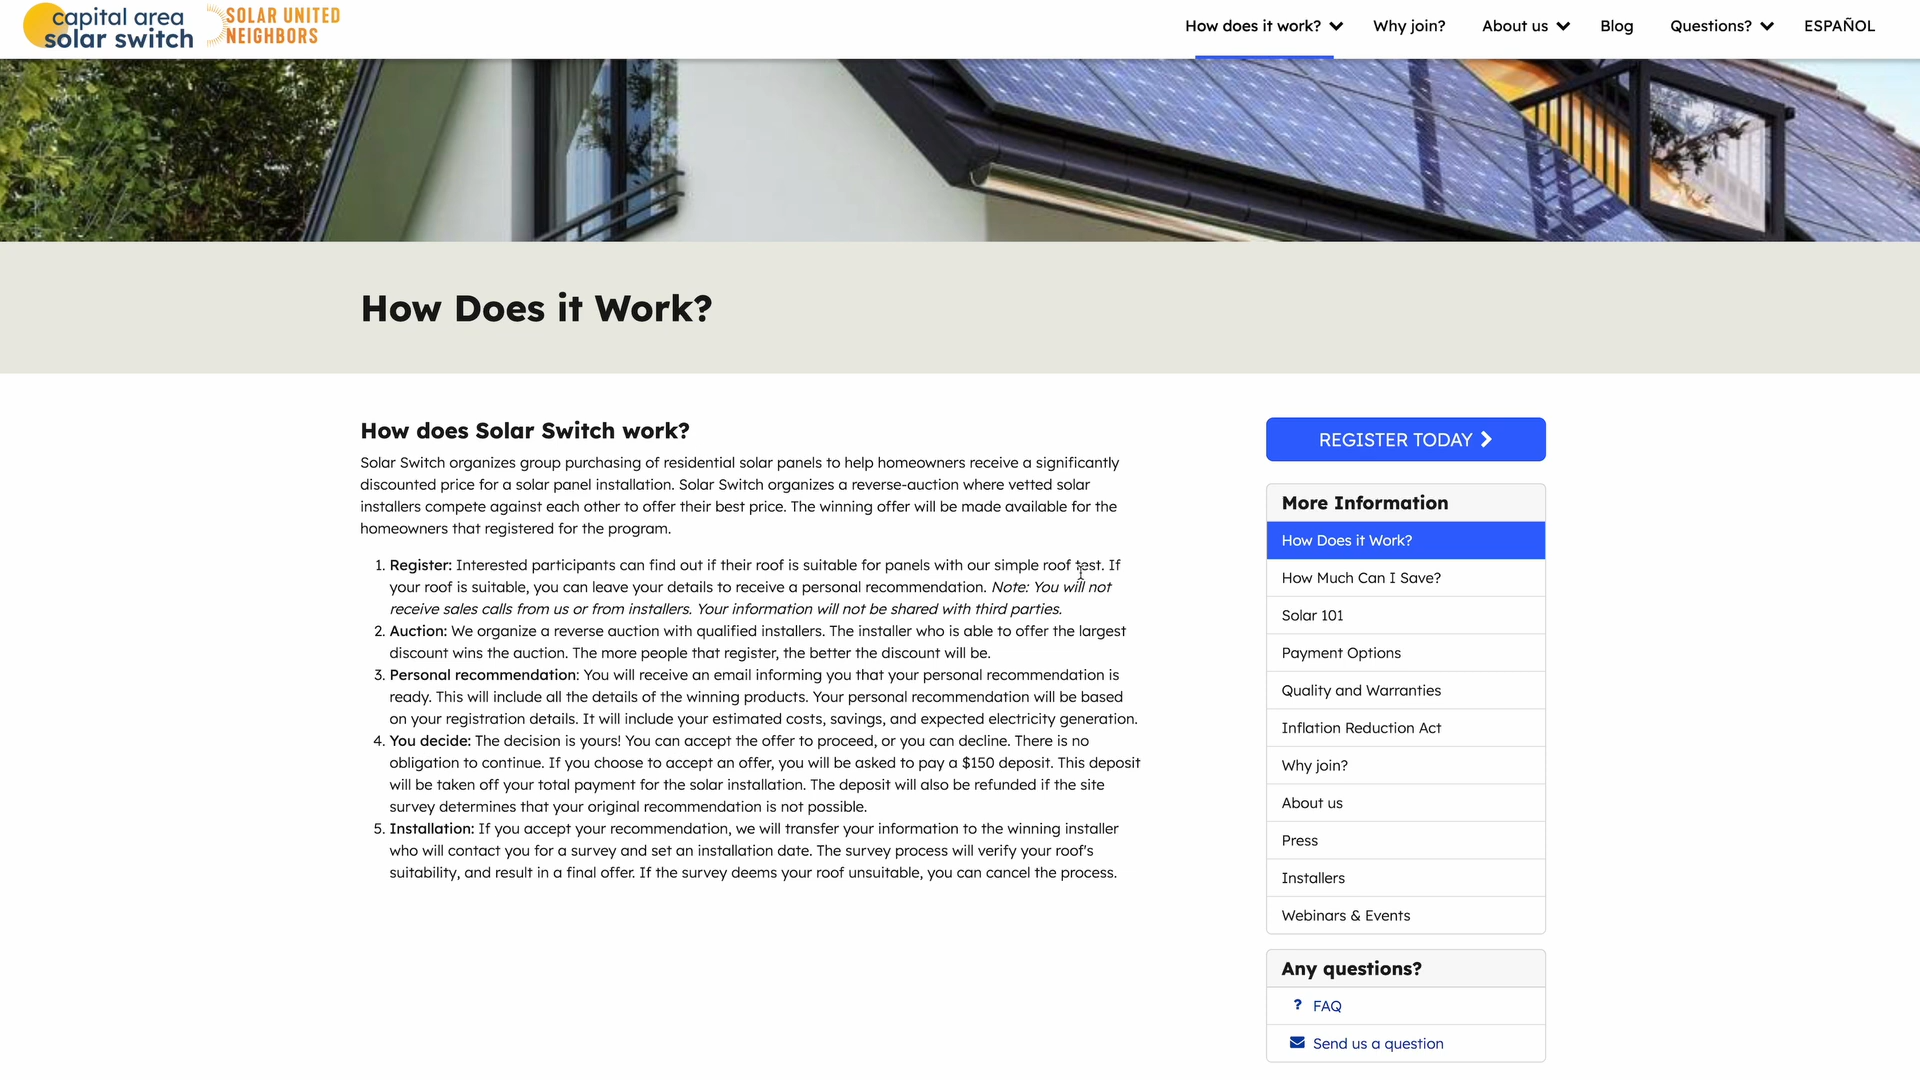 capital area
solar switch
SOLAR UNITED
NEIGHBORS
How does it work?
Why join?
About us
Blog
Questions?
ESPAÑOL
How Does it Work?
How does Solar Switch work?
Solar Switch organizes group purchasing of residential solar panels to help homeowners receive a significantly
discounted price for a solar panel installation. Solar Switch organizes a reverse-auction where vetted solar
installers compete against each other to offer their best price. The winning offer will be made available for the
homeowners that registered for the program.
1. Register: Interested participants can find out if their roof is suitable for panels with our simple roof test. If
your roof is suitable, you can leave your details to receive a personal recommendation. Note: You will not
receive sales calls from us or from installers. Your information will not be shared with third parties.
2. Auction: We organize a reverse auction with qualified installers. The installer who is able to offer the largest
discount wins the auction. The more people that register, the better the discount will be.
3. Personal recommendation: You will receive an email informing you that your personal recommendation is
ready. This will include all the details of the winning products. Your personal recommendation will be based
on your registration details. It will include your estimated costs, savings, and expected electricity generation.
4. You decide: The decision is yours! You can accept the offer to proceed, or you can decline. There is no
obligation to continue. If you choose to accept an offer, you will be asked to pay a $150 deposit. This deposit
will be taken off your total payment for the solar installation. The deposit will also be refunded if the site
survey determines that your original recommendation is not possible.
5. Installation: If you accept your recommendation, we will transfer your information to the winning installer
who will contact you for a survey and set an installation date. The survey process will verify your roof's
suitability, and result in a final offer. If the survey deems your roof unsuitable, you can cancel the process.
REGISTER TODAY
More Information
How Does it Work?
How Much Can I Save?
Solar 101
Payment Options
Quality and Warranties
Inflation Reduction Act
Why join?
About us
Press
Installers
Webinars & Events
Any questions?
? FAQ
Send us a question